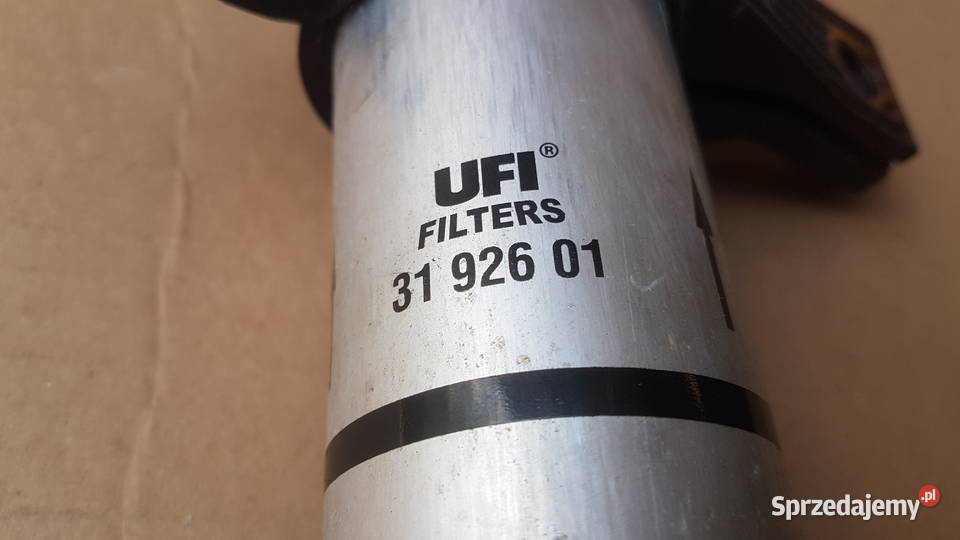 UFI®
FILTERS
31 926 01
Sprzedajemy.pl